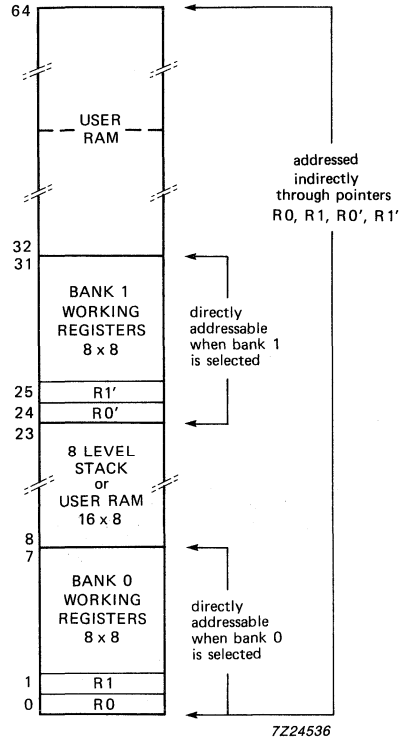 64
USER
RAM
addressed
indirectly
through pointers
R0, R1, R0', R1'
32
31
BANK 1
WORKING
REGISTERS
8 x 8
directly
addressable
when bank 1
is selected
25
R1'
24
R0'
23
8 LEVEL
STACK
or
USER RAM
16 x 8
8
7
BANK 0
WORKING
REGISTERS
8 x 8
directly
addressable
when bank 0
is selected
1
R1
0
R0
7Z24536